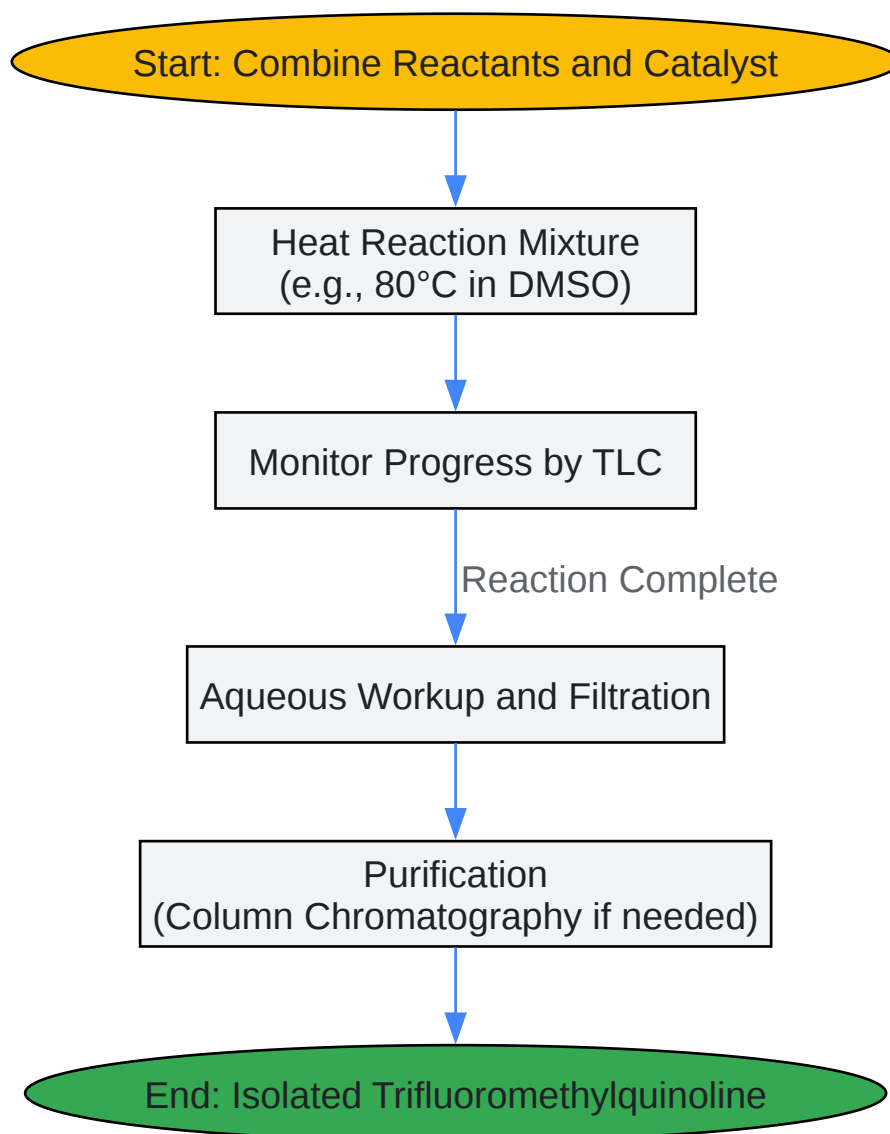 Start: Combine Reactants and Catalyst
Heat Reaction Mixture
(e.g., 80°C in DMSO)
Monitor Progress by TLC
Reaction Complete
Aqueous Workup and Filtration
Purification
(Column Chromatography if needed)
End: Isolated Trifluoromethylquinoline